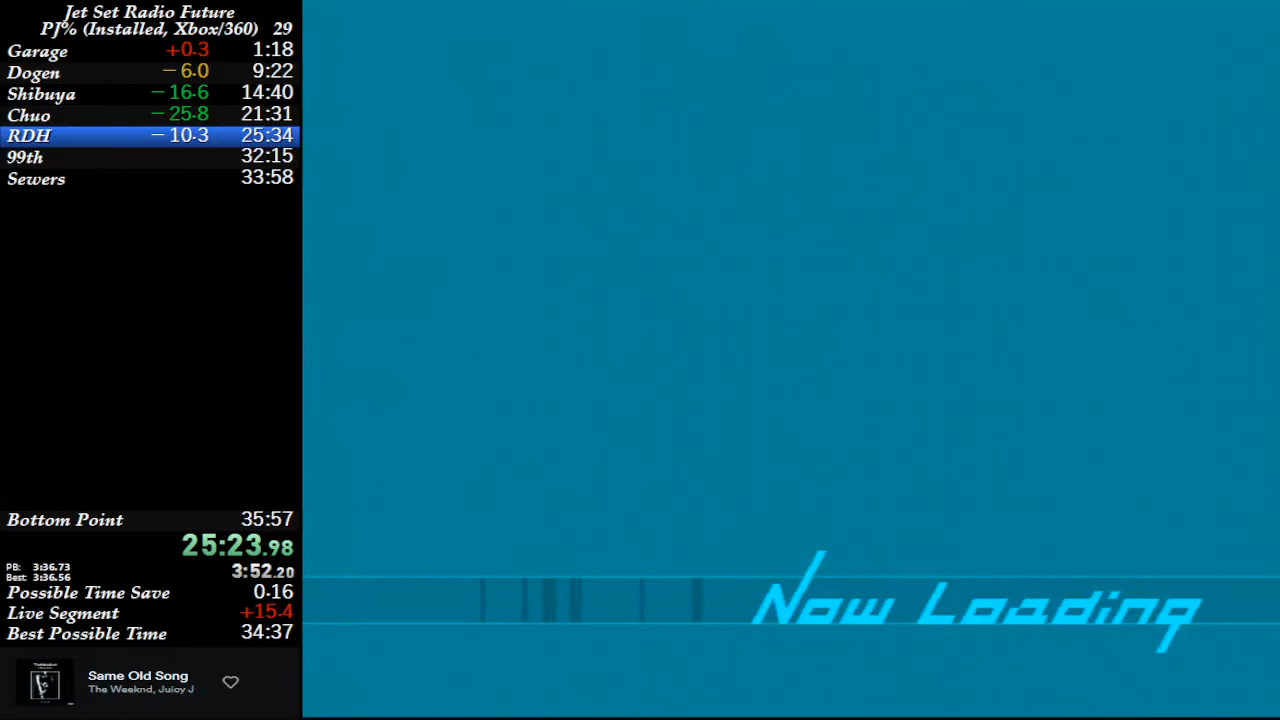 Jet Set Radio Future
PJ% (Installed, Xbox/360) 29
Garage +0.3 1:18
Dogen −6.0 9:22
Shibuya −16.6 14:40
Chuo −25.8 21:31
RDH −10.3 25:34
99th 32:15
Sewers 33:58
Bottom Point 35:57
25:23.98
PB: 3:36.73 3:52.20
Best: 3:36.56
Possible Time Save 0.16
Live Segment +15.4
Best Possible Time 34:37
Same Old Song
The Weeknd, Juicy J
Now Loading